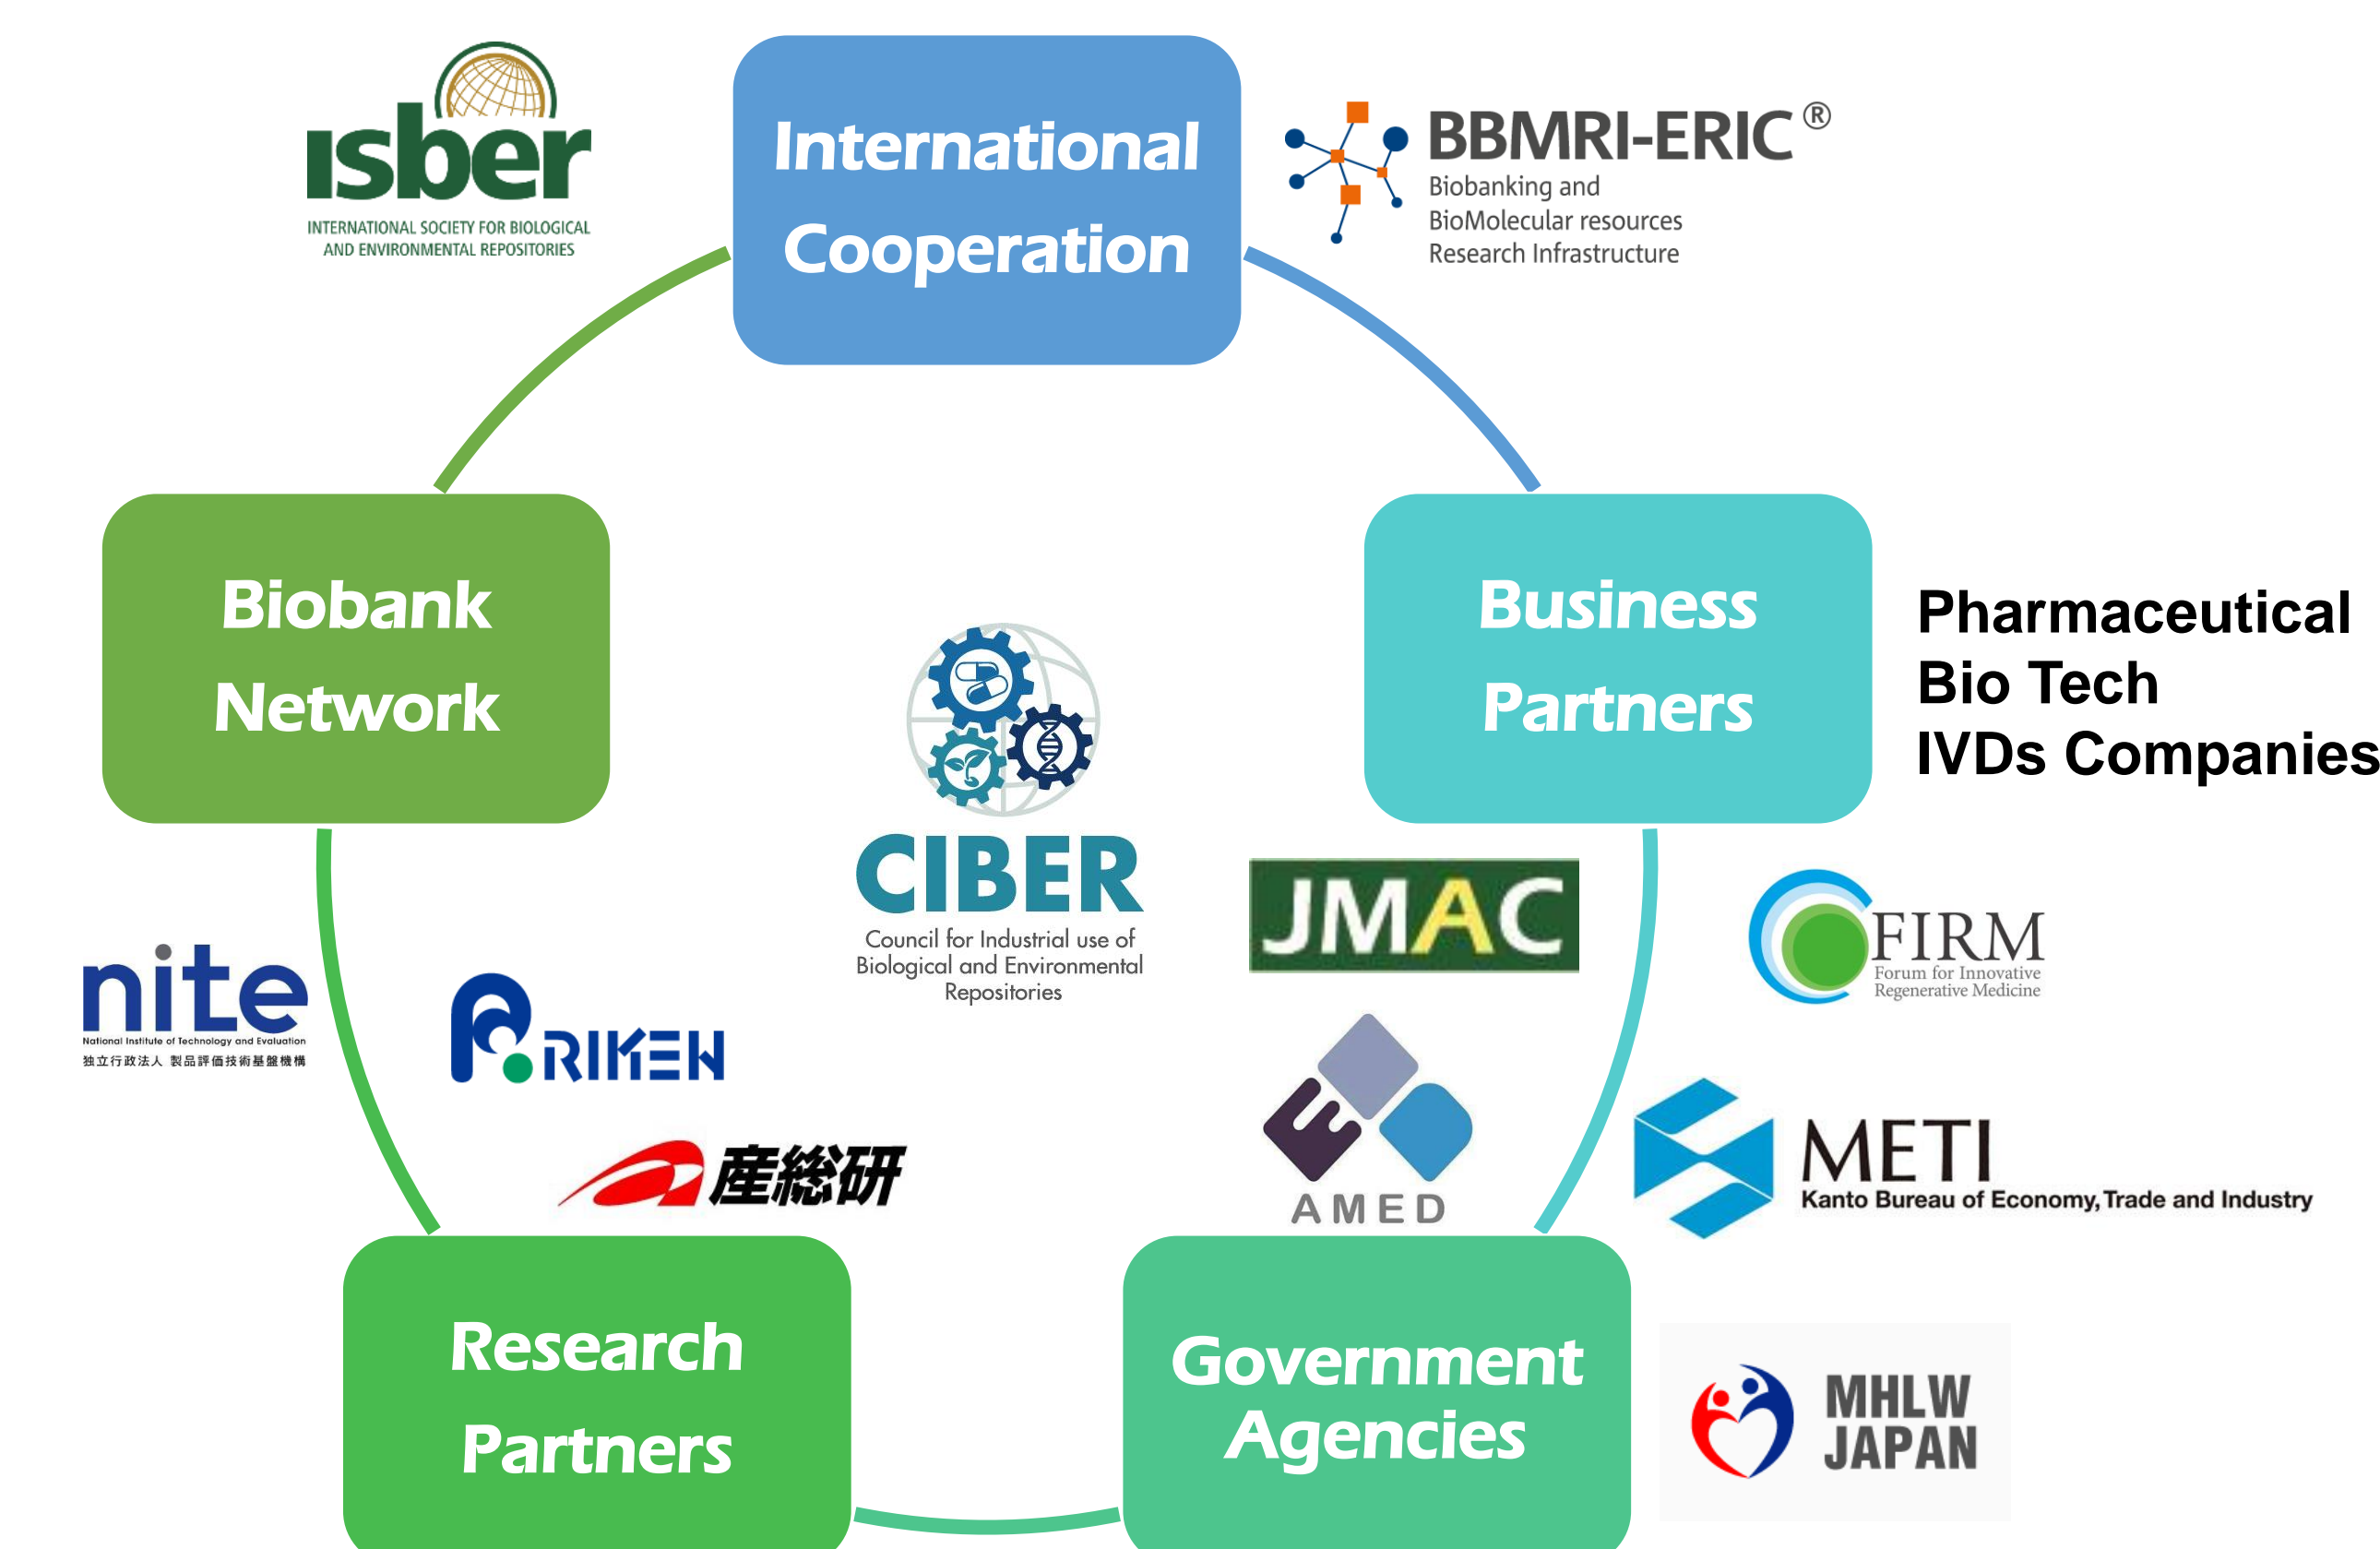 isber
INTERNATIONAL SOCIETY FOR BIOLOGICAL
AND ENVIRONMENTAL REPOSITORIES
International
Cooperation
BBMRI-ERIC®
Biobanking and
BioMolecular resources
Research Infrastructure
Biobank
Network
Business
Partners
Pharmaceutical
Bio Tech
IVDs Companies
CIBER
Council for Industrial use of
Biological and Environmental
Repositories
JMAC
FIRM
Forum for Innovative
Regenerative Medicine
nite
National Institute of Technology and Evaluation
独立行政法人 製品評価技術基盤機構
RIKEN
産総研
AMED
METI
Kanto Bureau of Economy, Trade and Industry
Research
Partners
Government
Agencies
MHLW
JAPAN